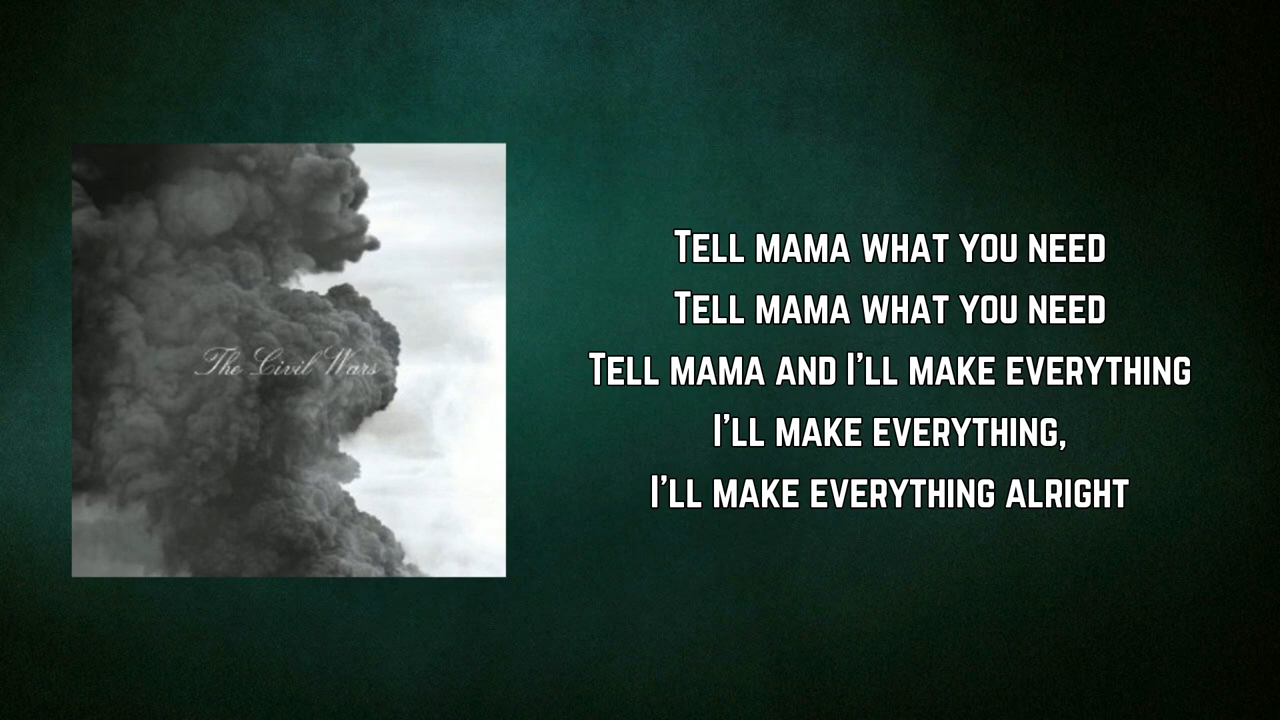 The Civil Wars
Tell mama what you need
Tell mama what you need
Tell mama and I'll make everything
I'll make everything,
I'll make everything alright